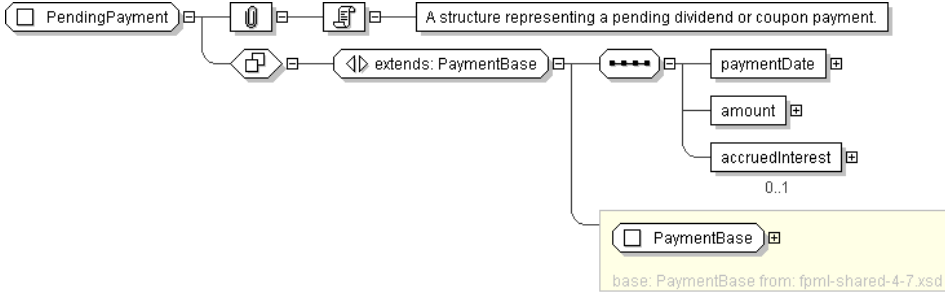 PendingPayment
A structure representing a pending dividend or coupon payment.
extends: PaymentBase
paymentDate
amount
accruedInterest
0..1
PaymentBase
base: PaymentBase from: fpml-shared-4-7.xsd